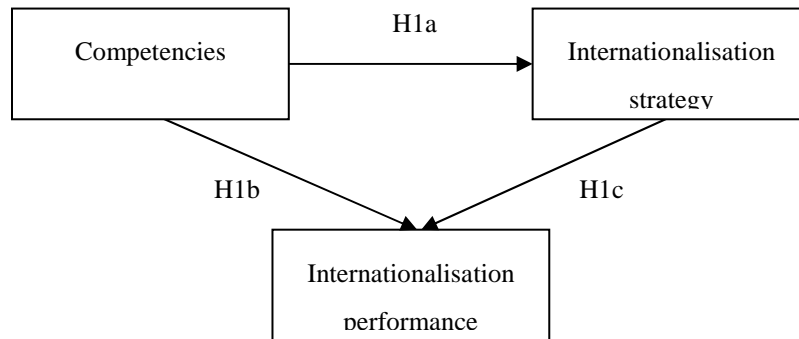 H1a
Competencies
Internationalisation
strategy
H1b
H1c
Internationalisation
performance